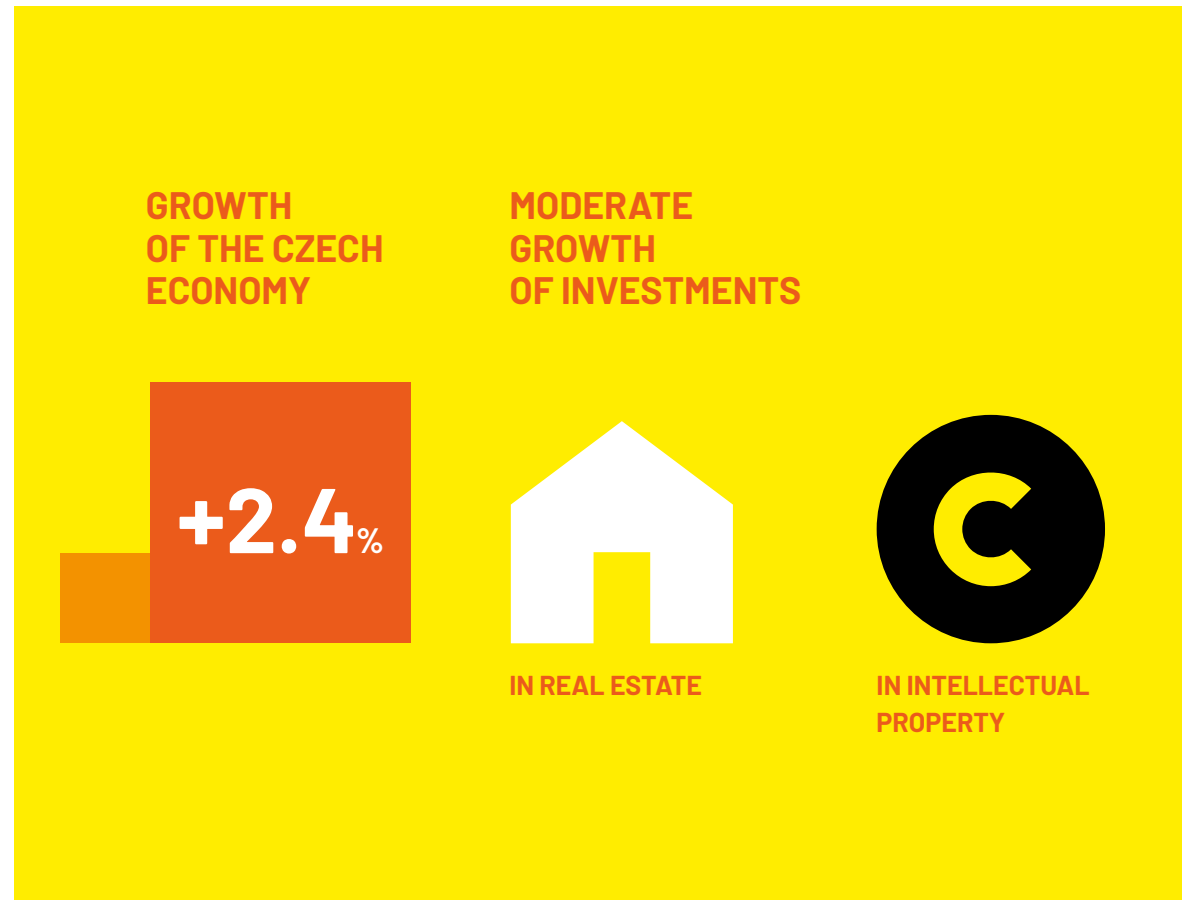 GROWTH
OF THE CZECH
ECONOMY
MODERATE
GROWTH
OF INVESTMENTS
+2.4%
C
IN REAL ESTATE
IN INTELLECTUAL
PROPERTY